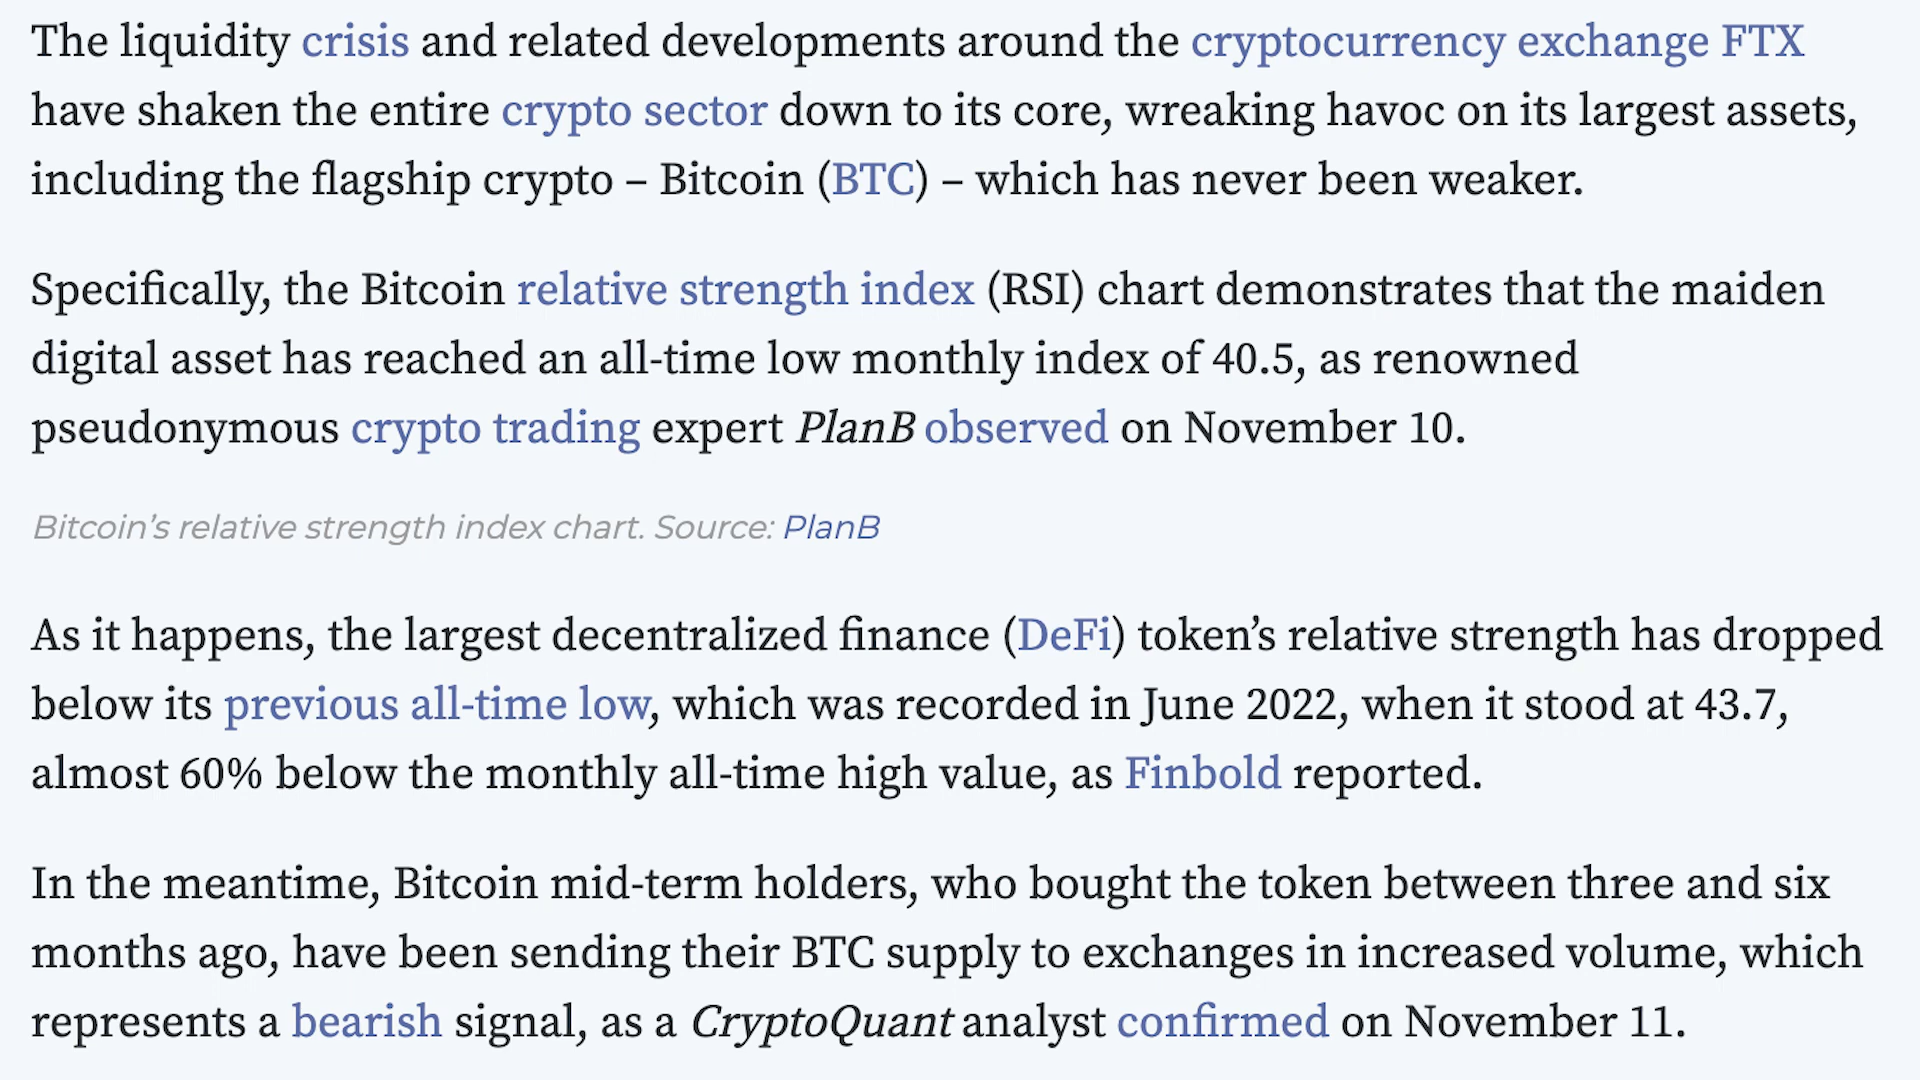 The liquidity crisis and related developments around the cryptocurrency exchange FTX
have shaken the entire crypto sector down to its core, wreaking havoc on its largest assets,
including the flagship crypto – Bitcoin (BTC) – which has never been weaker.
Specifically, the Bitcoin relative strength index (RSI) chart demonstrates that the maiden
digital asset has reached an all-time low monthly index of 40.5, as renowned
pseudonymous crypto trading expert PlanB observed on November 10.
Bitcoin’s relative strength index chart. Source: PlanB
As it happens, the largest decentralized finance (DeFi) token’s relative strength has dropped
below its previous all-time low, which was recorded in June 2022, when it stood at 43.7,
almost 60% below the monthly all-time high value, as Finbold reported.
In the meantime, Bitcoin mid-term holders, who bought the token between three and six
months ago, have been sending their BTC supply to exchanges in increased volume, which
represents a bearish signal, as a CryptoQuant analyst confirmed on November 11.